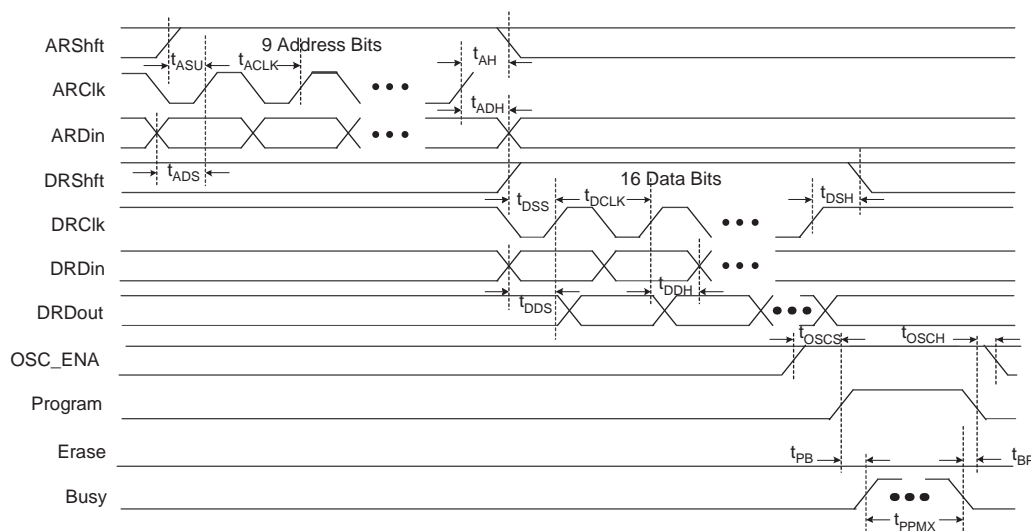 ARShft
9 Address Bits
tASU
tACLK
tAH
ARClk
tADH
ARDin
tADS
DRShft
16 Data Bits
tDSS
tDCLK
tDSH
DRClk
DRDin
tDDS
tDDH
DRDout
tOSCS
tOSCH
OSC_ENA
Program
Erase
tPB
tBP
Busy
tPPMX